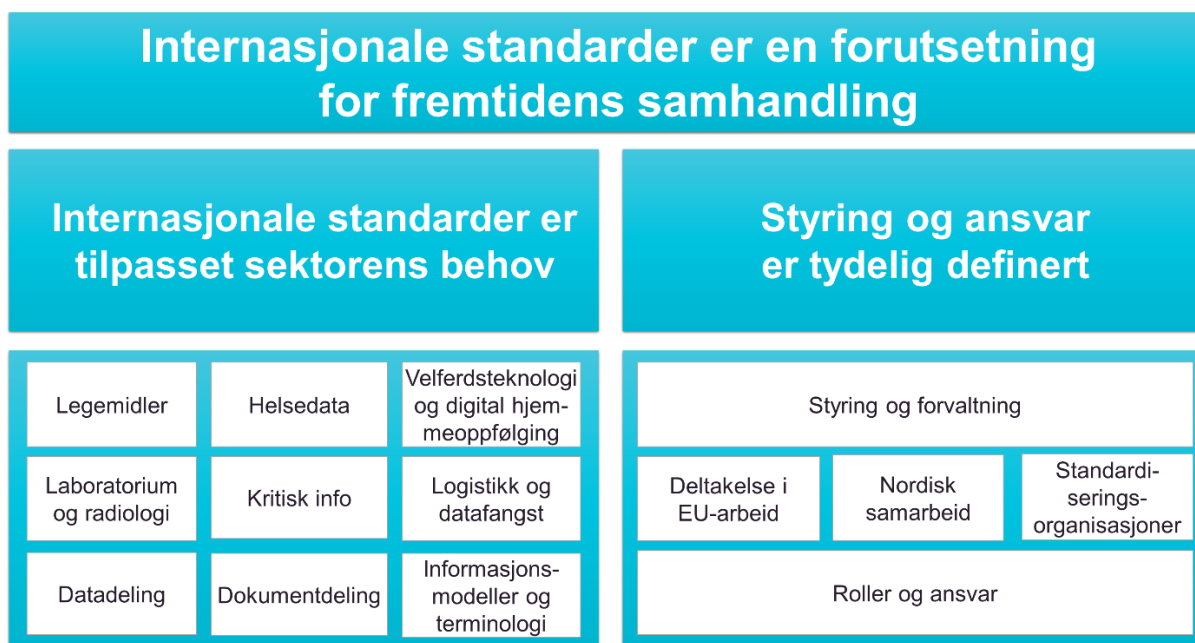 Internasjonale standarder er en forutsetning
for fremtidens samhandling
Internasjonale standarder er
tilpasset sektorens behov
Styring og ansvar
er tydelig definert
Legemidler
Helsedata
Velferdsteknologi
og digital hjem-
meoppfølging
Laboratorium
og radiologi
Kritisk info
Logistikk og
datafangst
Datadeling
Dokumentdeling
Informasjons-
modeller og
terminologi
Styring og forvaltning
Deltakelse i
EU-arbeid
Nordisk
samarbeid
Standardi-
serings-
organisasjoner
Roller og ansvar